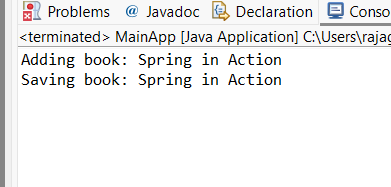 Problems @ Javadoc Declaration Conso
<terminated> MainApp [Java Application] C:\Users\rajag
Adding book: Spring in Action
Saving book: Spring in Action